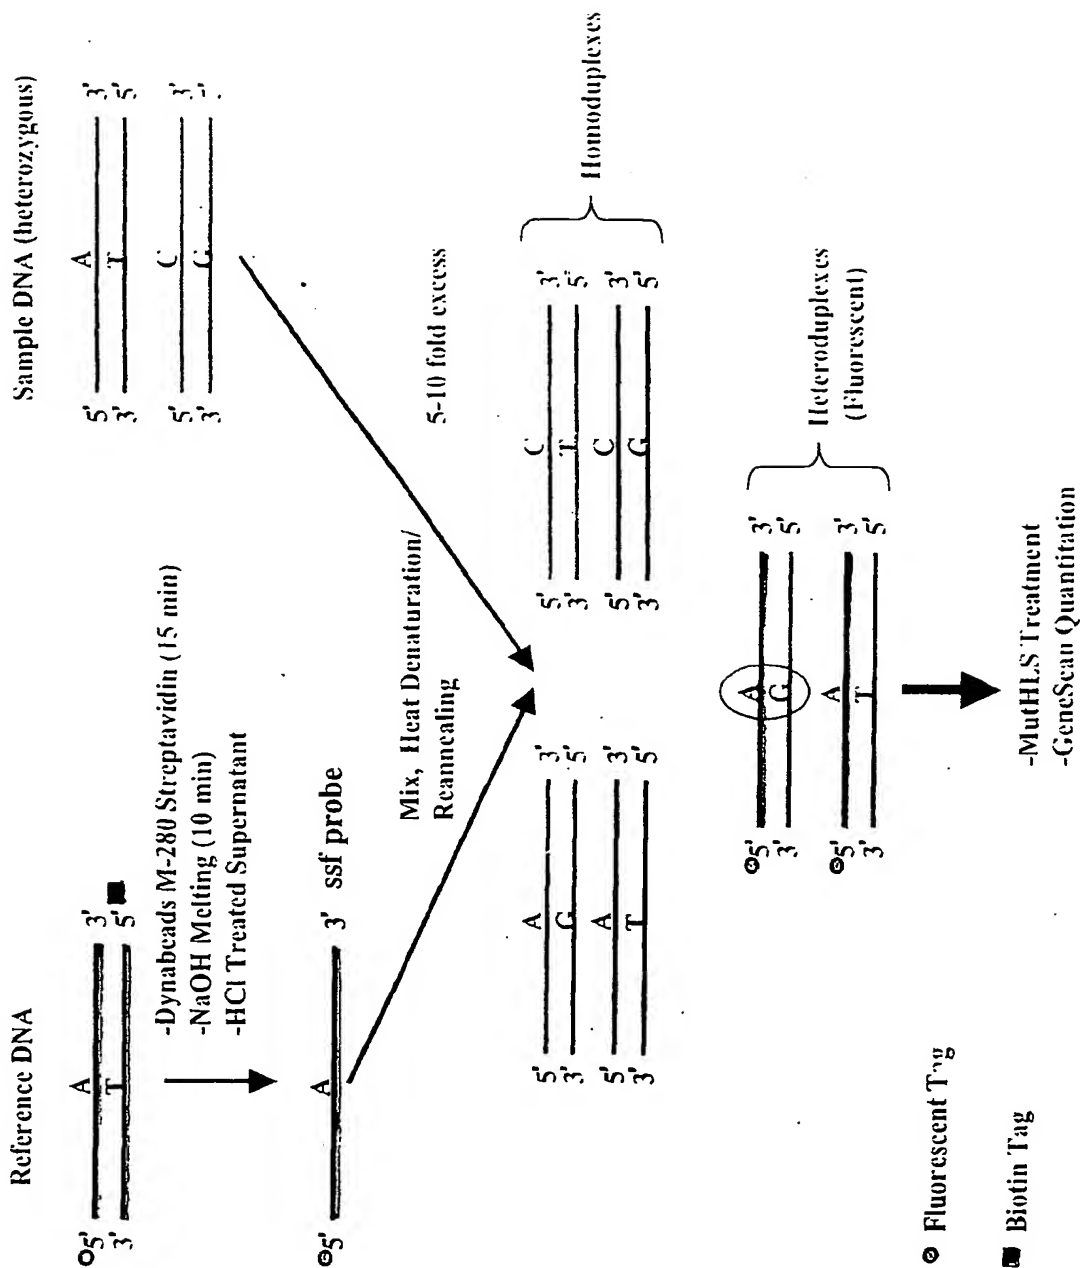 Reference DNA
Sample DNA (heterozygous)
A
5' 3'
T
3' 5'
A
5' 3'
T
3' 5'
C
5' 3'
G
3'
-Dynabeads M-280 Streptavidin (15 min)
-NaOH Melting (10 min)
-HCl Treated Supernatant
A
5' 3' ssf probe
Mix, Heat Denaturation/
Reannealing
5-10 fold excess
A
5' 3'
G
3' 5'
A
5' 3'
T
3' 5'
C
5' 3'
T
3' 5'
C
5' 3'
G
3' 5'
Homoduplexes
A
5' 3'
G
3' 5'
A
5' 3'
T
3' 5'
Heteroduplexes
(Fluorescent)
-MutHLS Treatment
-GeneScan Quantitation
Fluorescent Tag
Biotin Tag